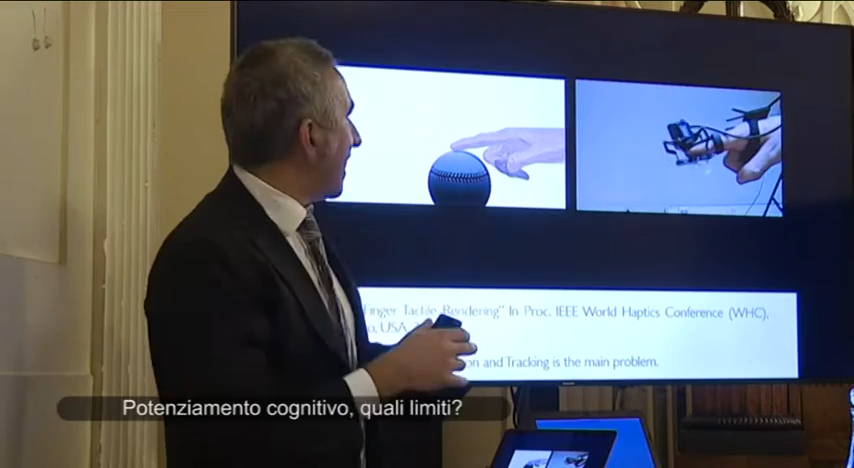 Finger Tactile Rendering" In Proc. IEEE World Haptics Conference (WHC),
o, USA,
on and Tracking is the main problem.
Potenziamento cognitivo, quali limiti?